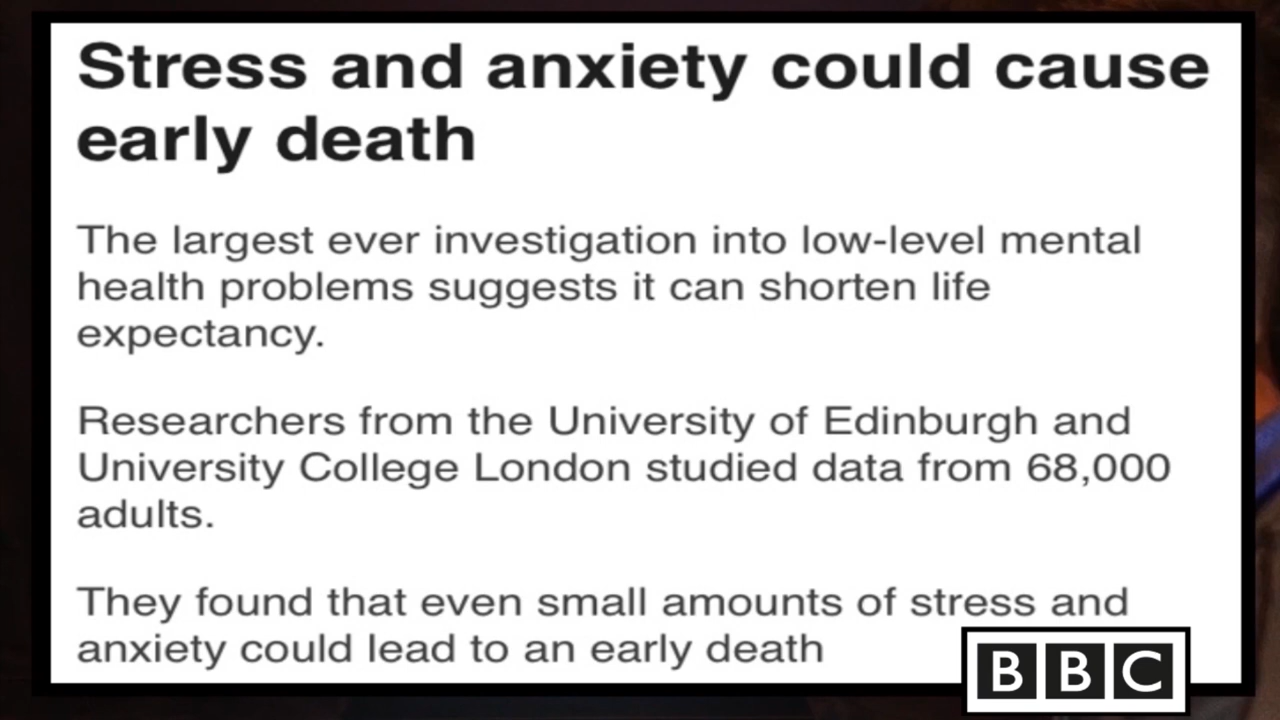 Stress and anxiety could cause
early death
The largest ever investigation into low-level mental
health problems suggests it can shorten life
expectancy.
Researchers from the University of Edinburgh and
University College London studied data from 68,000
adults.
They found that even small amounts of stress and
anxiety could lead to an early death
BBC